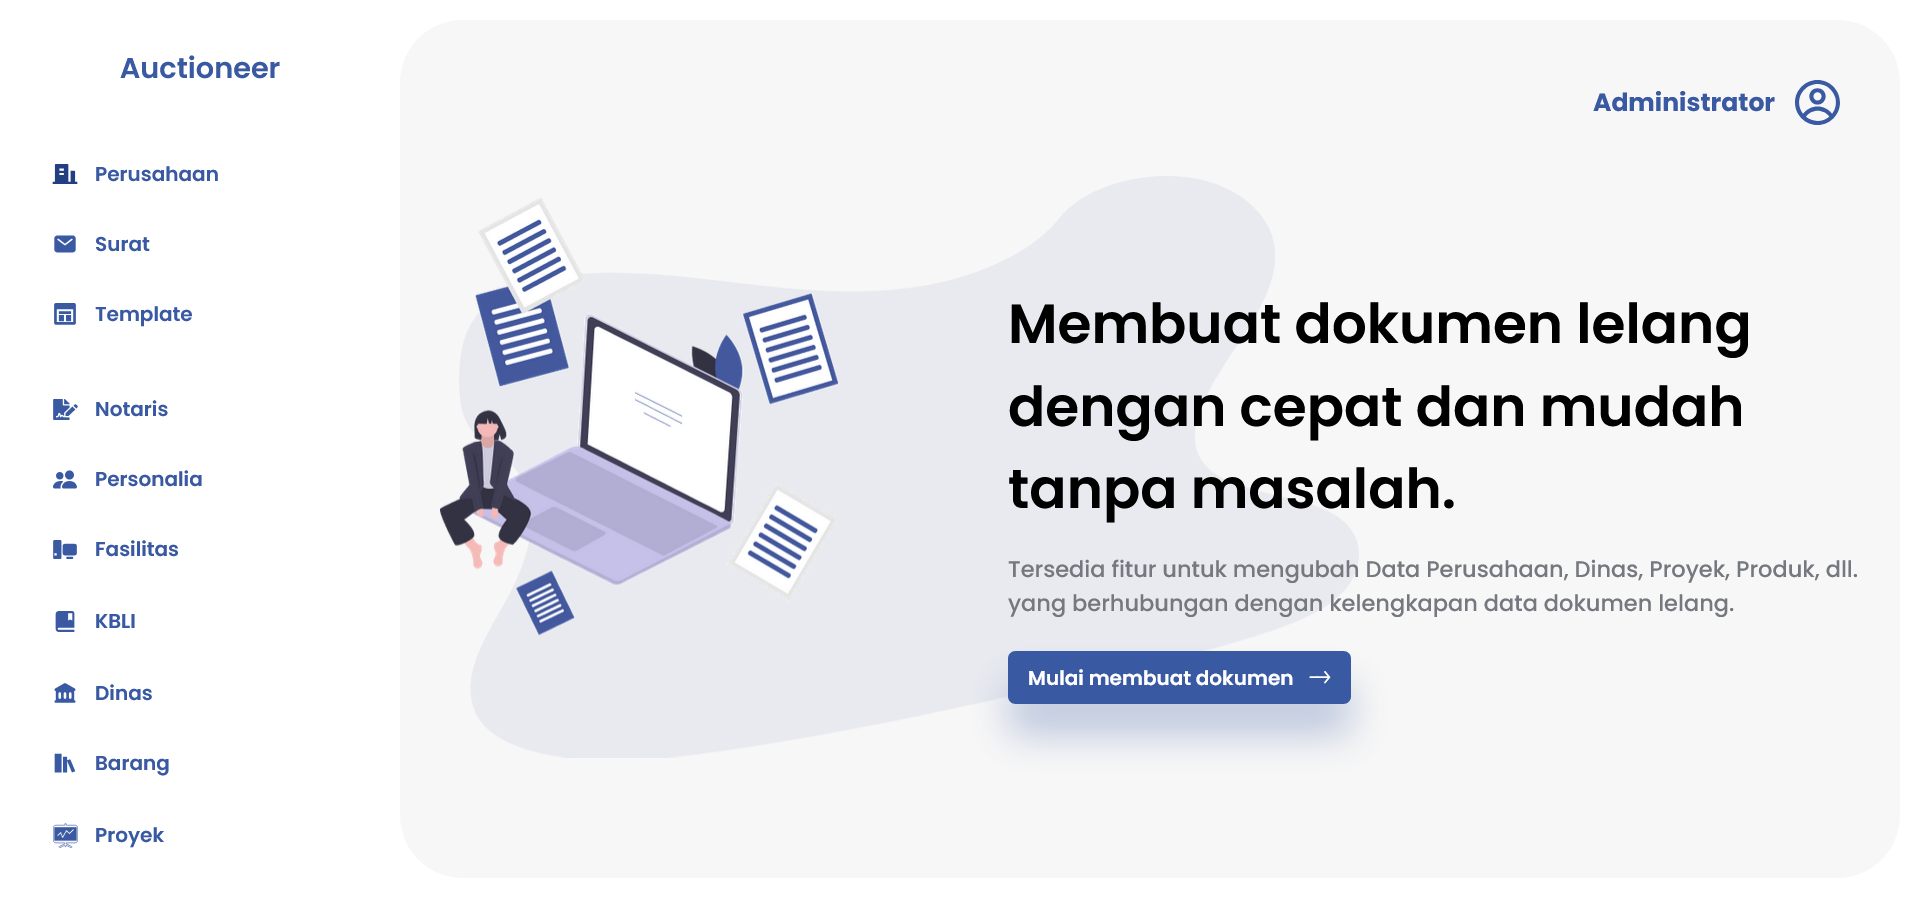 Auctioneer
Perusahaan
Surat
Template
Notaris
Personalia
Fasilitas
KBLI
Dinas
Barang
Proyek
Administrator
Membuat dokumen lelang
dengan cepat dan mudah
tanpa masalah.
Tersedia fitur untuk mengubah Data Perusahaan, Dinas, Proyek, Produk, dll.
yang berhubungan dengan kelengkapan data dokumen lelang.
Mulai membuat dokumen